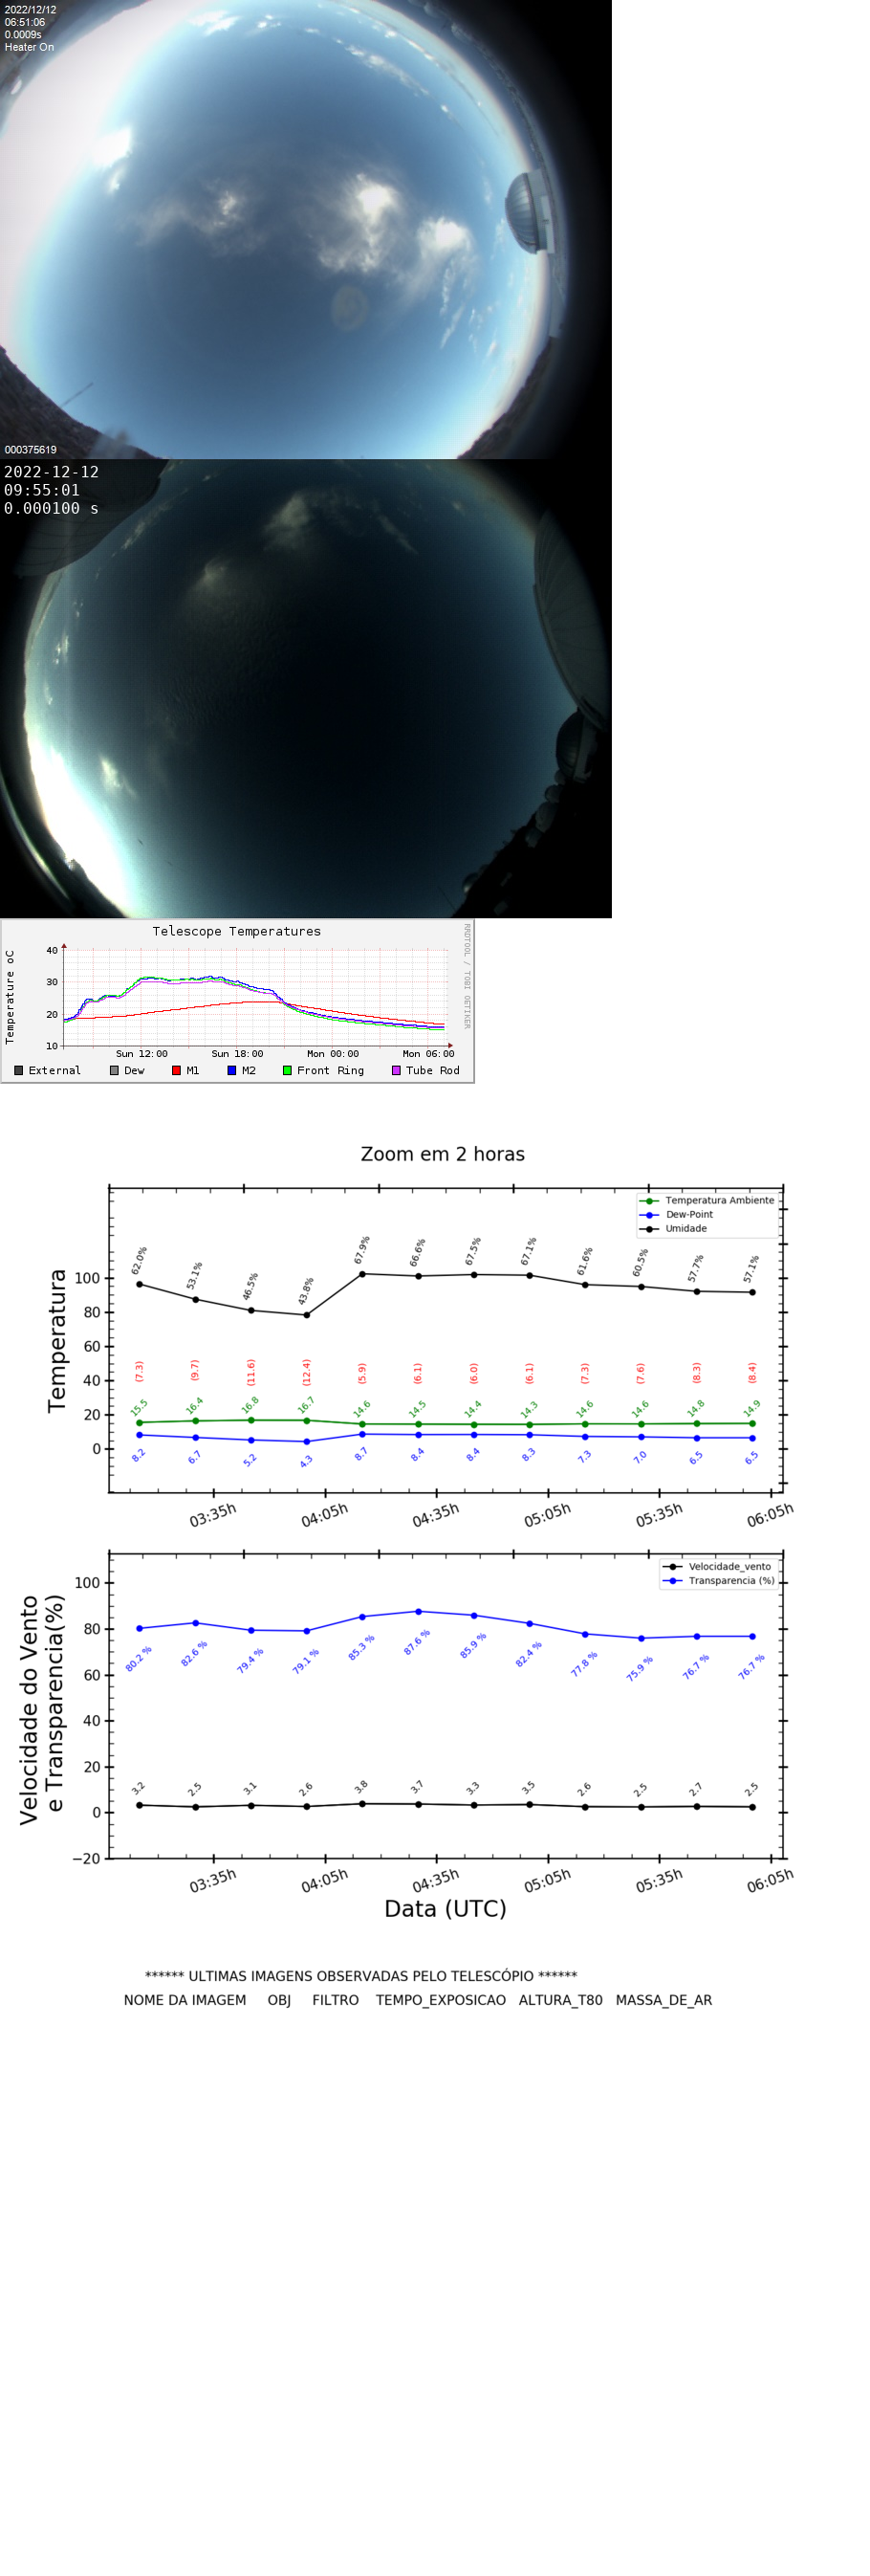 2022/12/12
06:51:06
0.0009s
Heater On
000375619
2022-12-12
09:55:01
0.000100 s
Telescope Temperatures
RRDTOOL / TOBI OETIKER
Temperature oC
40
30
20
10
Sun 12:00 Sun 18:00 Mon 00:00 Mon 06:00
External Dew M1 M2 Front Ring Tube Rod
Zoom em 2 horas
Temperatura Ambiente
Dew-Point
Umidade
Temperatura
100
80
60
40
20
0
62.0% 53.1% 46.5% 43.8% 67.9% 66.6% 67.5% 67.1% 61.6% 60.5% 57.7% 57.1%
(7.3) (9.7) (11.6) (12.4) (5.9) (6.1) (6.0) (6.1) (7.3) (7.6) (8.3) (8.4)
15.5 16.4 16.8 16.7 14.6 14.5 14.4 14.3 14.6 14.6 14.8 14.9
8.2 6.7 5.2 4.3 8.7 8.4 8.4 8.3 7.3 7.0 6.5 6.5
03:35h 04:05h 04:35h 05:05h 05:35h 06:05h
Velocidade_vento
Transparencia (%)
Velocidade do Vento
e Transparencia(%)
100
80
60
40
20
0
−20
80.2 % 82.6 % 79.4 % 79.1 % 85.3 % 87.6 % 85.9 % 82.4 % 77.8 % 75.9 % 76.7 % 76.7 %
3.2 2.5 3.1 2.6 3.8 3.7 3.3 3.5 2.6 2.5 2.7 2.5
03:35h 04:05h 04:35h 05:05h 05:35h 06:05h
Data (UTC)
****** ULTIMAS IMAGENS OBSERVADAS PELO TELESCÓPIO ******
NOME DA IMAGEM OBJ FILTRO TEMPO_EXPOSICAO ALTURA_T80 MASSA_DE_AR